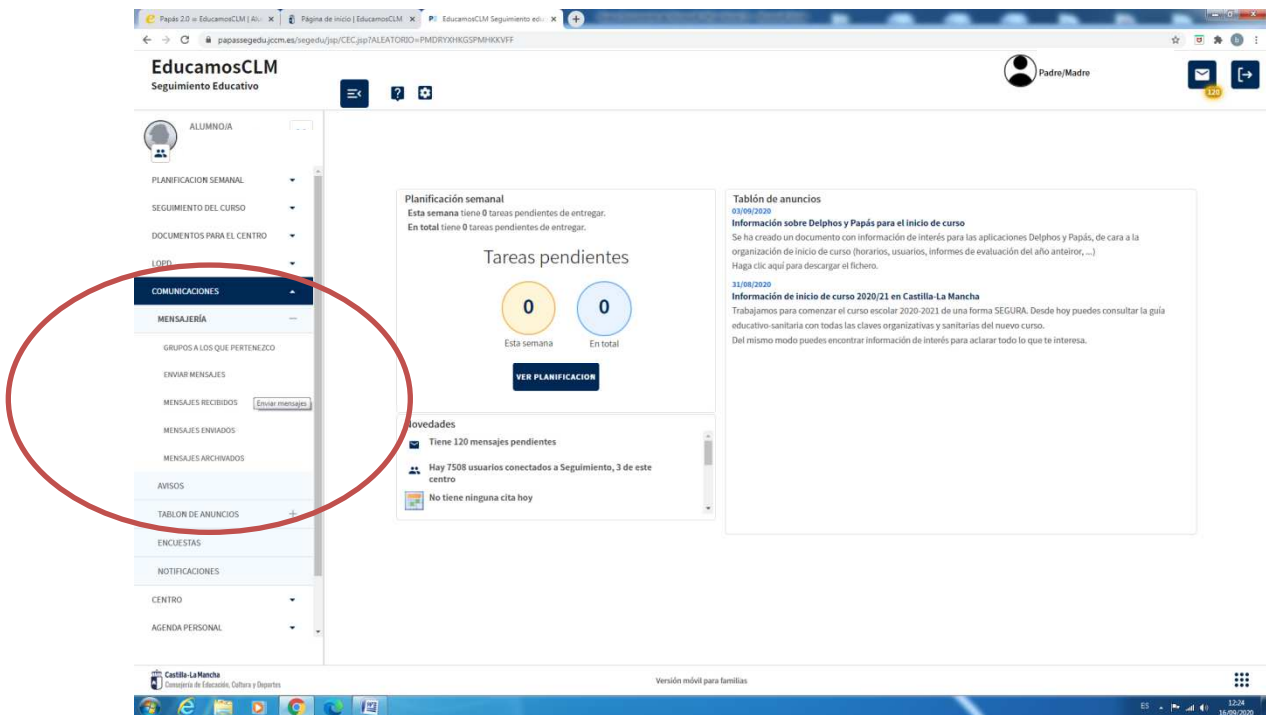 Papás 2.0 = EducamosCLM | Alu
Página de inicio | EducamosCLM
EducamosCLM Seguimiento edu
papassegedu.jccm.es/segedu/jsp/CEC.jsp?ALEATORIO=PMDRYXHKGSPMHKKVFF
EducamosCLM
Seguimiento Educativo
Padre/Madre
120
ALUMNO/A
PLANIFICACION SEMANAL
SEGUIMIENTO DEL CURSO
DOCUMENTOS PARA EL CENTRO
LOPD
COMUNICACIONES
MENSAJERÍA
GRUPOS A LOS QUE PERTENEZCO
ENVIAR MENSAJES
MENSAJES RECIBIDOS
Enviar mensajes
MENSAJES ENVIADOS
MENSAJES ARCHIVADOS
AVISOS
TABLON DE ANUNCIOS
ENCUESTAS
NOTIFICACIONES
CENTRO
AGENDA PERSONAL
Planificación semanal
Esta semana tiene 0 tareas pendientes de entregar.
En total tiene 0 tareas pendientes de entregar.
Tareas pendientes
0
0
Esta semana
En total
VER PLANIFICACION
Novedades
Tiene 120 mensajes pendientes
Hay 7508 usuarios conectados a Seguimiento, 3 de este
centro
No tiene ninguna cita hoy
Tablón de anuncios
03/09/2020
Información sobre Delphos y Papás para el inicio de curso
Se ha creado un documento con información de interés para las aplicaciones Delphos y Papás, de cara a la
organización de inicio de curso (horarios, usuarios, informes de evaluación del año anteiror, ...)
Haga clic aquí para descargar el fichero.
31/08/2020
Información de inicio de curso 2020/21 en Castilla-La Mancha
Trabajamos para comenzar el curso escolar 2020-2021 de una forma SEGURA. Desde hoy puedes consultar la guía
educativo-sanitaria con todas las claves organizativas y sanitarias del nuevo curso.
Del mismo modo puedes encontrar información de interés para aclarar todo lo que te interesa.
Castilla-La Mancha
Consejería de Educación, Cultura y Deportes
Versión móvil para familias
ES
12:24
16/09/2020